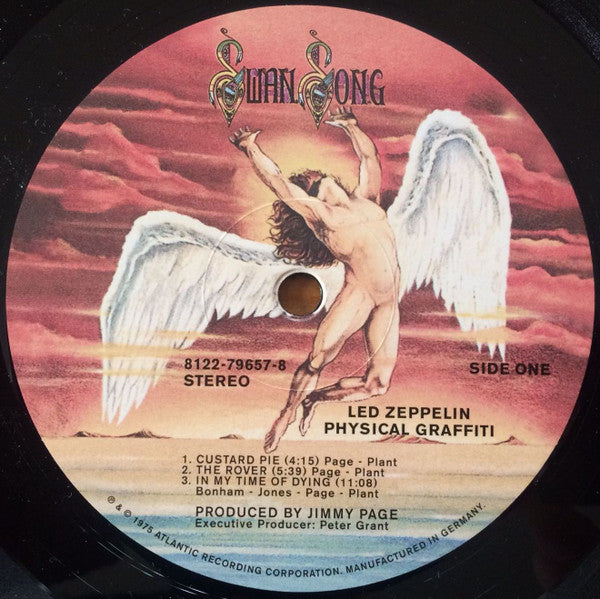 Swan Song
8122-79657-8
STEREO
SIDE ONE
LED ZEPPELIN
PHYSICAL GRAFFITI
1. CUSTARD PIE (4:15) Page - Plant
2. THE ROVER (5:39) Page - Plant
3. IN MY TIME OF DYING (11:08)
Bonham - Jones - Page - Plant
PRODUCED BY JIMMY PAGE
Executive Producer: Peter Grant
℗ & © 1975 ATLANTIC RECORDING CORPORATION. MANUFACTURED IN GERMANY.